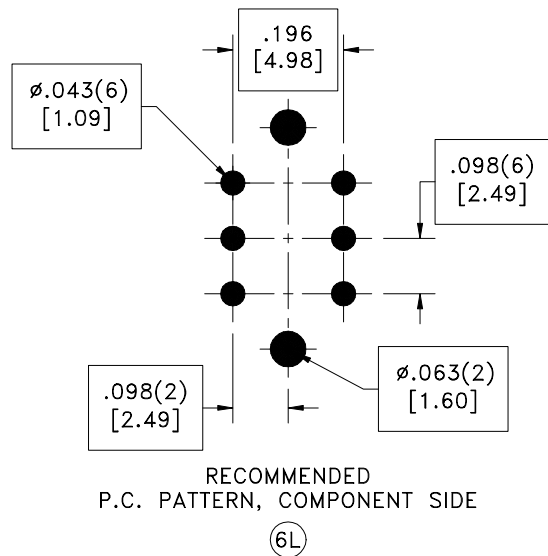 .196
[4.98]
ø.043(6)
[1.09]
.098(6)
[2.49]
ø.063(2)
[1.60]
.098(2)
[2.49]
RECOMMENDED
P.C. PATTERN, COMPONENT SIDE
6L